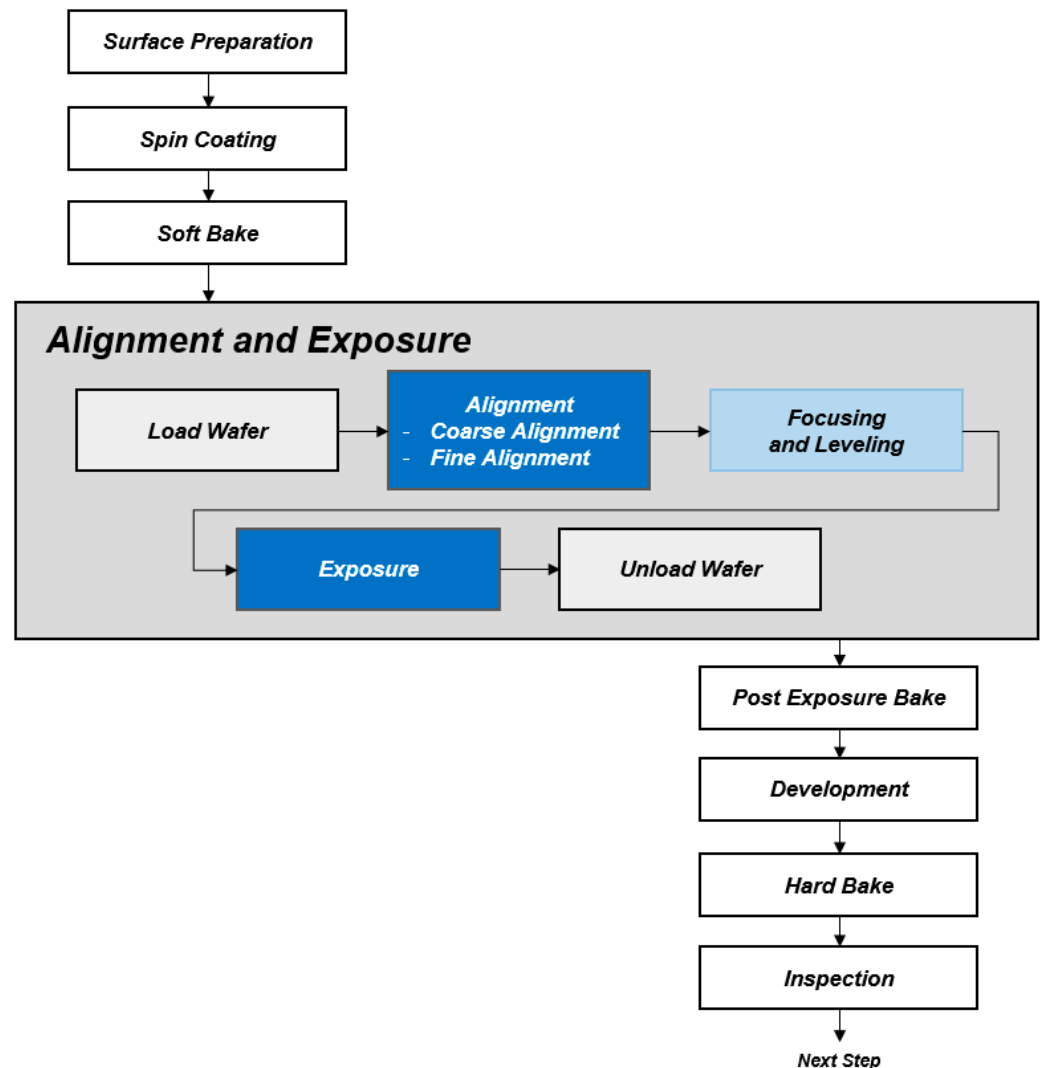 Surface Preparation
Spin Coating
Soft Bake
Alignment and Exposure
Load Wafer
Alignment
- Coarse Alignment
- Fine Alignment
Focusing
and Leveling
Exposure
Unload Wafer
Post Exposure Bake
Development
Hard Bake
Inspection
Next Step